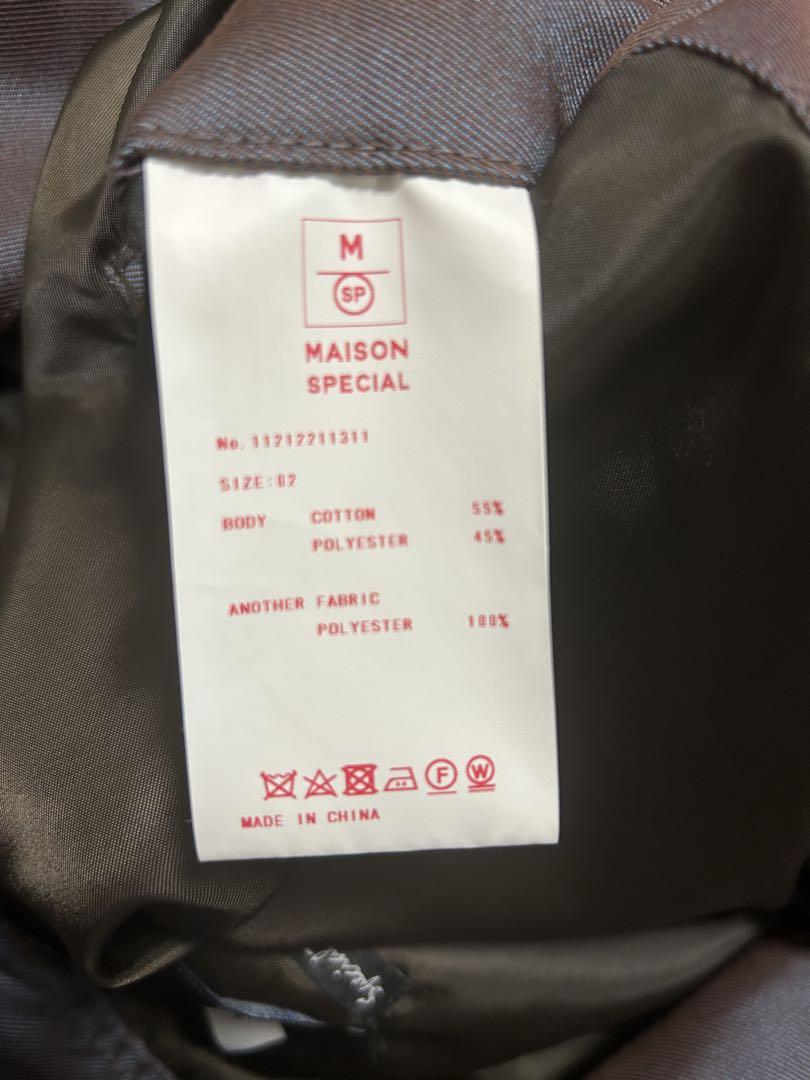 M
SP
MAISON
SPECIAL
No. 11212211311
SIZE:02
BODY COTTON 55%
POLYESTER 45%
ANOTHER FABRIC
POLYESTER 100%
F W
MADE IN CHINA